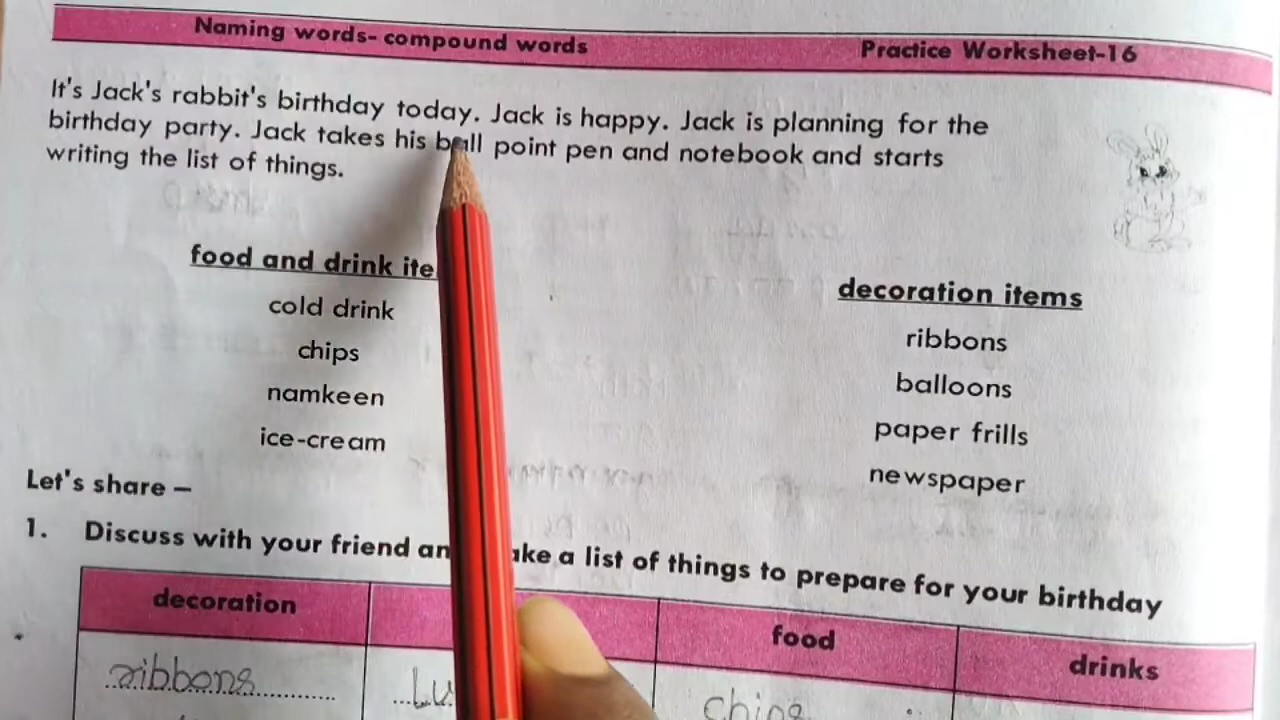 Naming words- compound words Practice Worksheet-16
It's Jack's rabbit's birthday today. Jack is happy. Jack is planning for the
birthday party. Jack takes his ball point pen and notebook and starts
writing the list of things.
food and drink
cold drink
chips
namkeen
ice-cream
decoration items
ribbons
balloons
paper frills
newspaper
Let's share –
1. Discuss with your friend a list of things to prepare for your birthday
decoration food drinks
ribbons chips